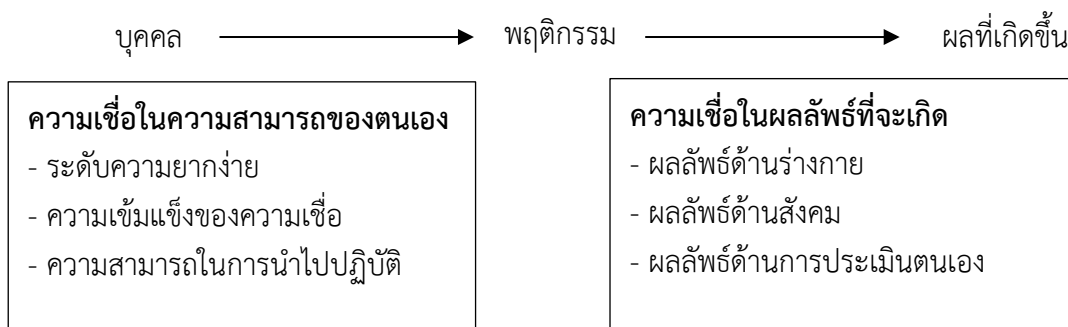 บุคคล พฤติกรรม ผลที่เกิดขึ้น
ความเชื่อในความสามารถของตนเอง
- ระดับความยากง่าย
- ความเข้มแข็งของความเชื่อ
- ความสามารถในการนำไปปฏิบัติ
ความเชื่อในผลลัพธ์ที่จะเกิด
- ผลลัพธ์ด้านร่างกาย
- ผลลัพธ์ด้านสังคม
- ผลลัพธ์ด้านการประเมินตนเอง